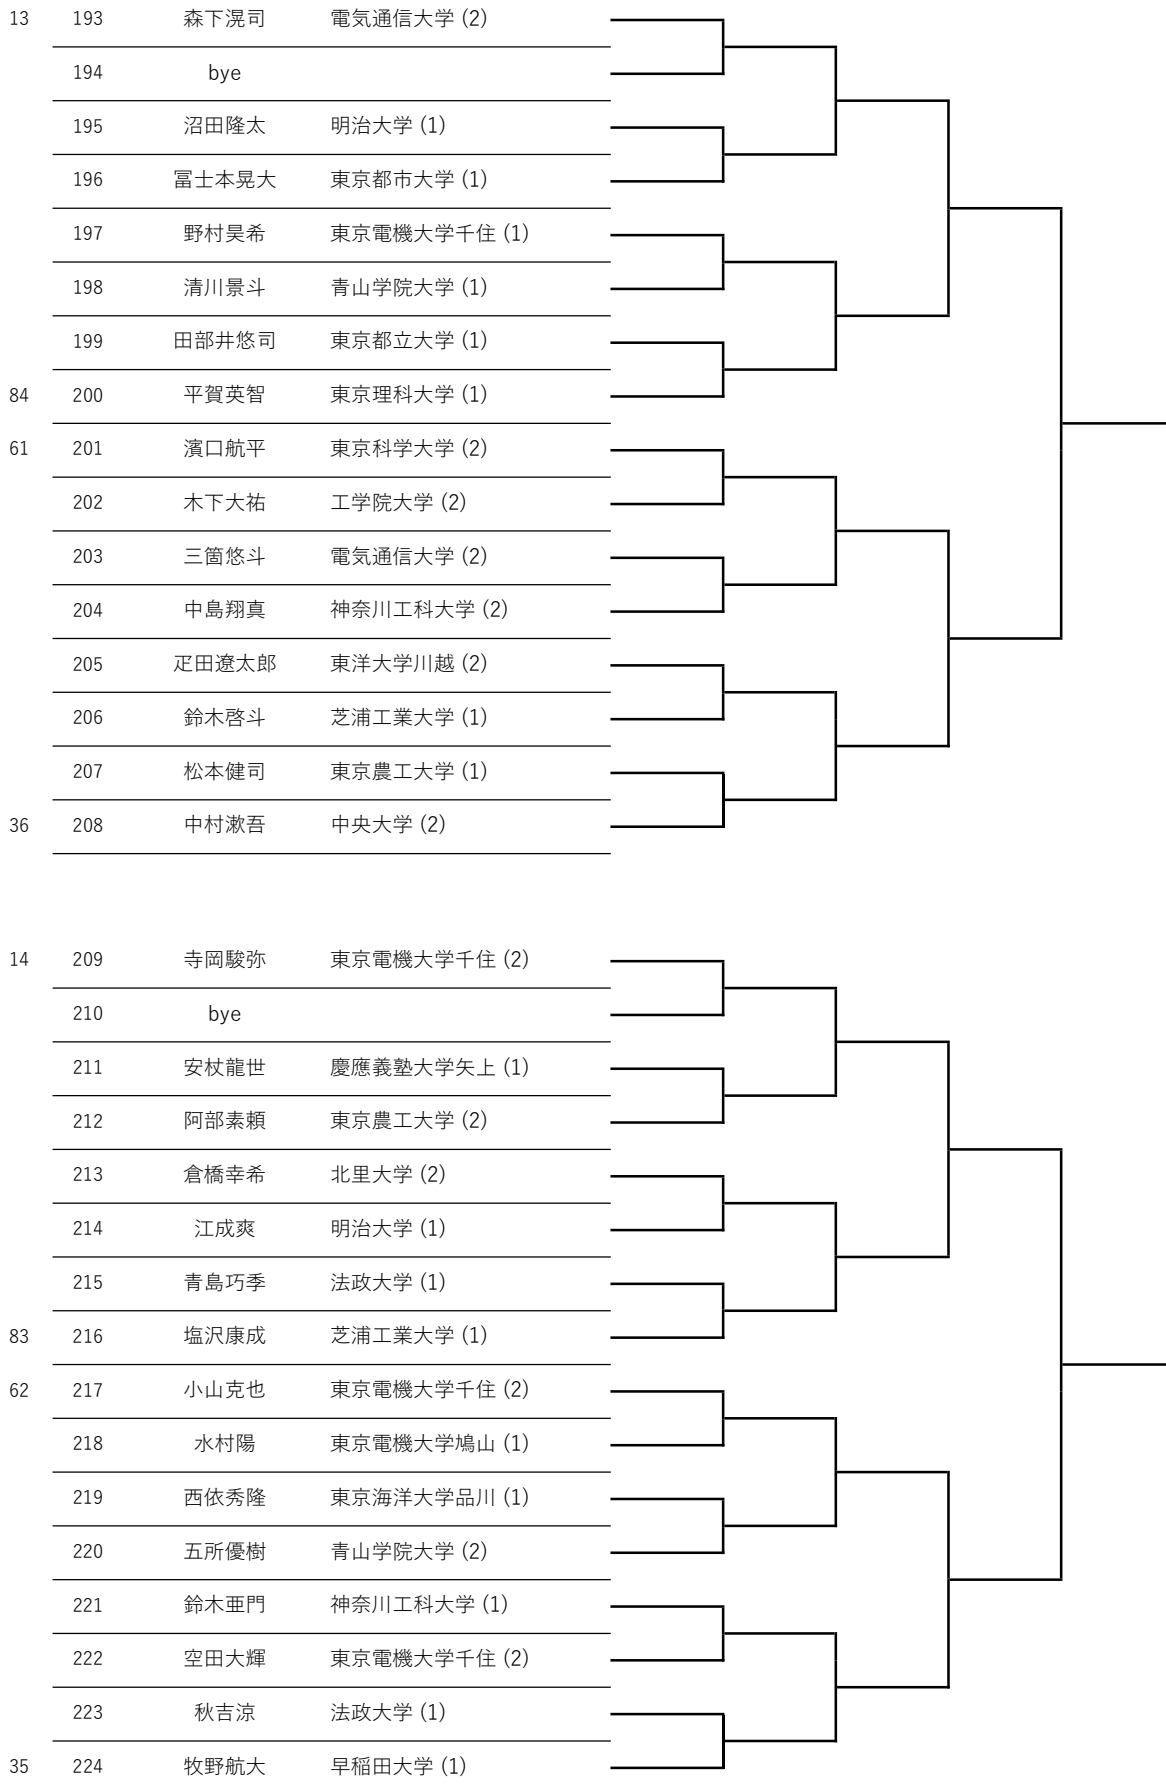 13 193 森下滉司 電気通信大学 (2)
194 bye
195 沼田隆太 明治大学 (1)
196 冨士本晃大 東京都市大学 (1)
197 野村昊希 東京電機大学千住 (1)
198 清川景斗 青山学院大学 (1)
199 田部井悠司 東京都立大学 (1)
84 200 平賀英智 東京理科大学 (1)
61 201 濱口航平 東京科学大学 (2)
202 木下大祐 工学院大学 (2)
203 三箇悠斗 電気通信大学 (2)
204 中島翔真 神奈川工科大学 (2)
205 疋田遼太郎 東洋大学川越 (2)
206 鈴木啓斗 芝浦工業大学 (1)
207 松本健司 東京農工大学 (1)
36 208 中村漱吾 中央大学 (2)
14 209 寺岡駿弥 東京電機大学千住 (2)
210 bye
211 安杖龍世 慶應義塾大学矢上 (1)
212 阿部素頼 東京農工大学 (2)
213 倉橋幸希 北里大学 (2)
214 江成爽 明治大学 (1)
215 青島巧季 法政大学 (1)
83 216 塩沢康成 芝浦工業大学 (1)
62 217 小山克也 東京電機大学千住 (2)
218 水村陽 東京電機大学鳩山 (1)
219 西依秀隆 東京海洋大学品川 (1)
220 五所優樹 青山学院大学 (2)
221 鈴木亜門 神奈川工科大学 (1)
222 空田大輝 東京電機大学千住 (2)
223 秋吉涼 法政大学 (1)
35 224 牧野航大 早稲田大学 (1)